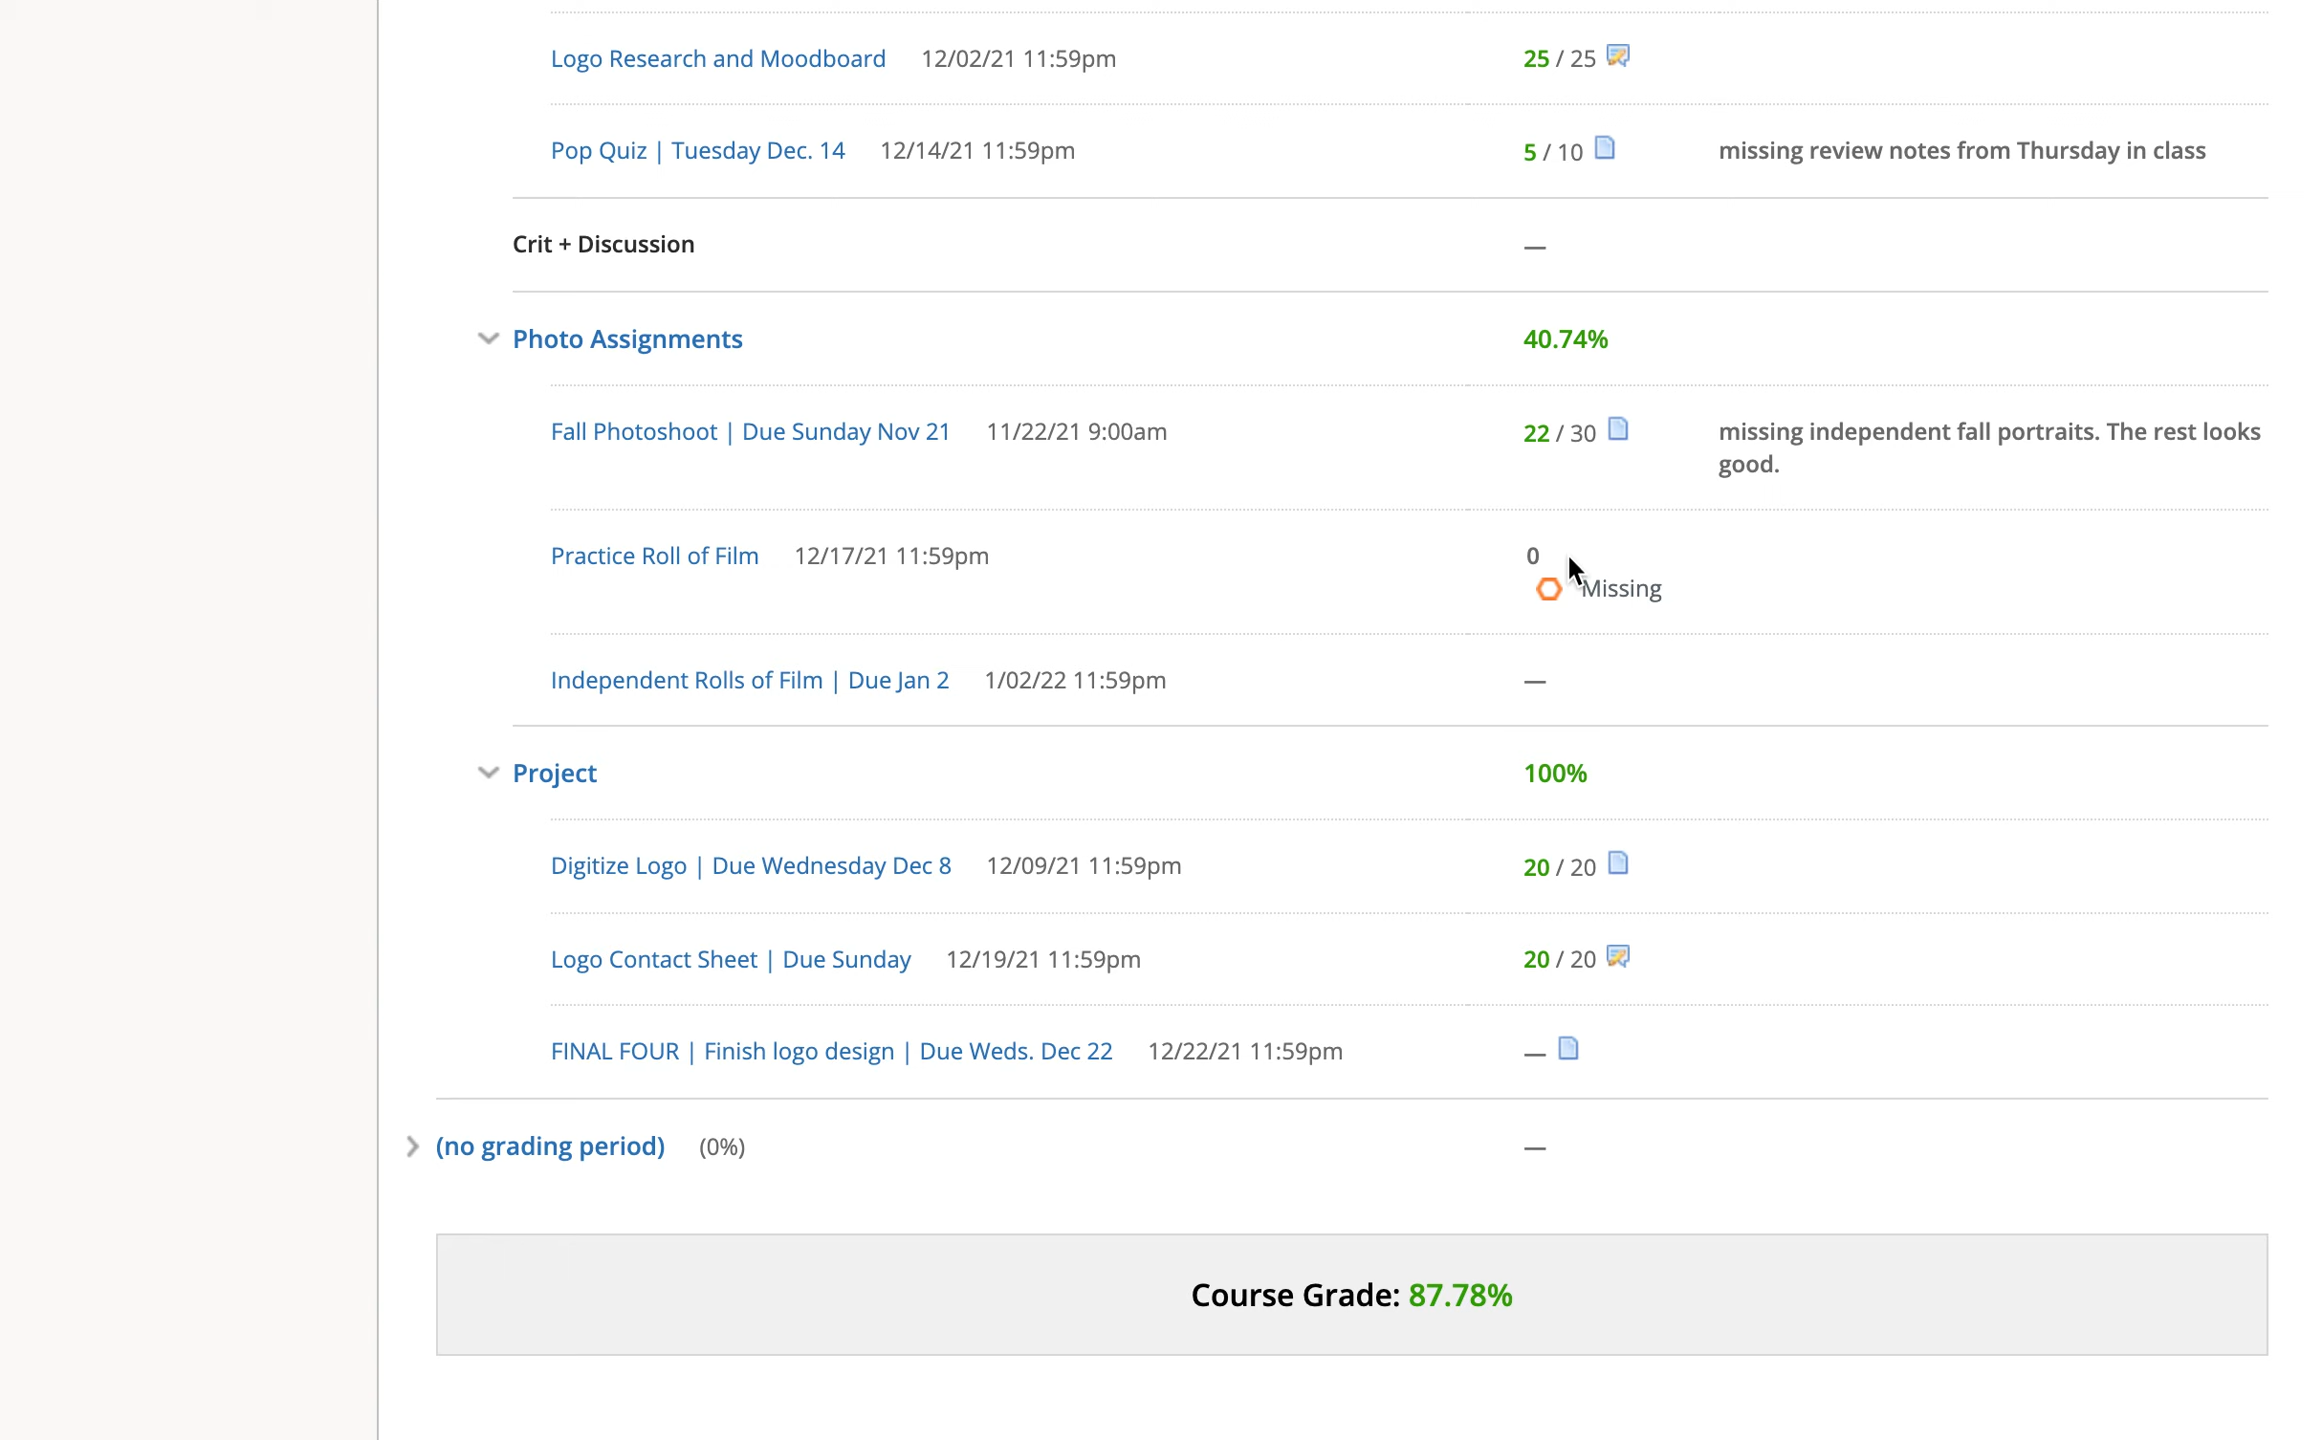 Logo Research and Moodboard 12/02/21 11:59pm 25 / 25
Pop Quiz | Tuesday Dec. 14 12/14/21 11:59pm 5 / 10 missing review notes from Thursday in class
Crit + Discussion —
Photo Assignments 40.74%
Fall Photoshoot | Due Sunday Nov 21 11/22/21 9:00am 22 / 30 missing independent fall portraits. The rest looks
good.
Practice Roll of Film 12/17/21 11:59pm 0
Missing
Independent Rolls of Film | Due Jan 2 1/02/22 11:59pm —
Project 100%
Digitize Logo | Due Wednesday Dec 8 12/09/21 11:59pm 20 / 20
Logo Contact Sheet | Due Sunday 12/19/21 11:59pm 20 / 20
FINAL FOUR | Finish logo design | Due Weds. Dec 22 12/22/21 11:59pm —
(no grading period) (0%) —
Course Grade: 87.78%